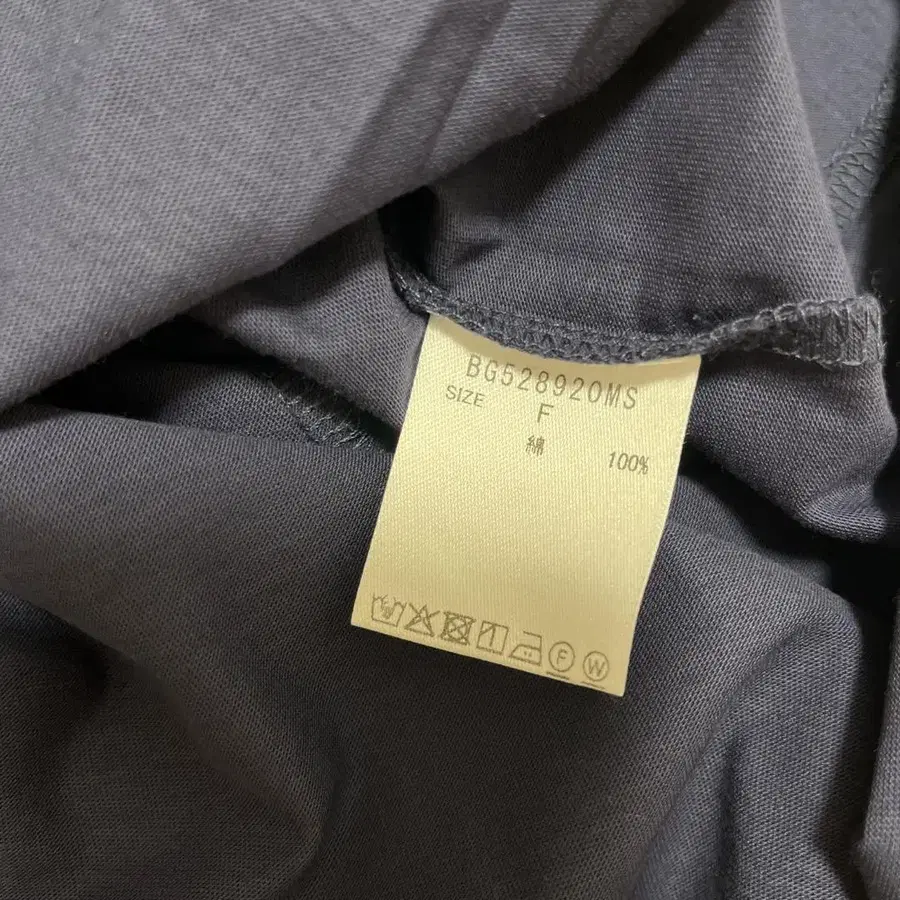 BG528920MS
SIZE F
綿 100%
F W